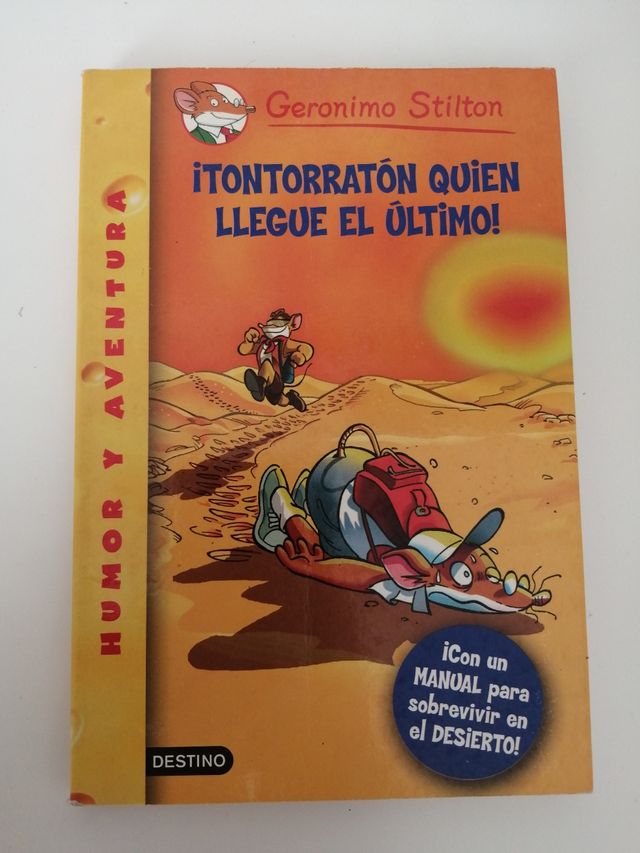 Geronimo Stilton
¡TONTORRATÓN QUIEN
LLEGUE EL ÚLTIMO!
HUMOR Y AVENTURA
¡Con un
MANUAL para
sobrevivir en
el DESIERTO!
DESTINO